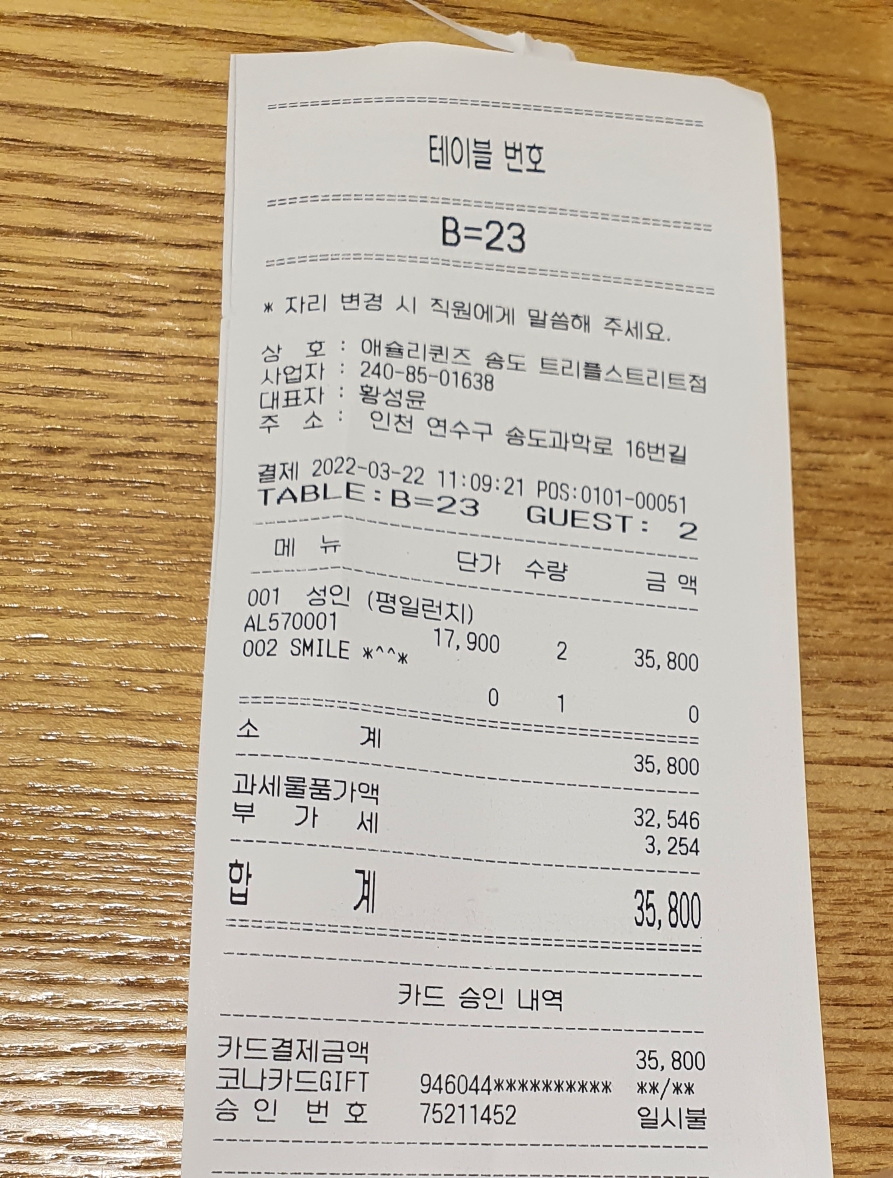 ================================
테이블 번호
================================
B=23
================================
* 자리 변경 시 직원에게 말씀해 주세요.
상 호 : 애슐리퀸즈 송도 트리플스트리트점
사업자 : 240-85-01638
대표자 : 황성윤
주 소 : 인천 연수구 송도과학로 16번길
결제 2022-03-22 11:09:21 POS:0101-00051
TABLE:B=23 GUEST: 2
--------------------------------
메 뉴 단가 수량 금 액
--------------------------------
001 성인 (평일런치)
AL570001 17,900 2 35,800
002 SMILE *^^*
0 1 0
================================
소 계 35,800
--------------------------------
과세물품가액 32,546
부 가 세 3,254
--------------------------------
합 계 35,800
================================
--------------------------------
카드 승인 내역
--------------------------------
카드결제금액 35,800
코나카드GIFT 946044********** **/**
승 인 번 호 75211452 일시불
--------------------------------
--------------------------------